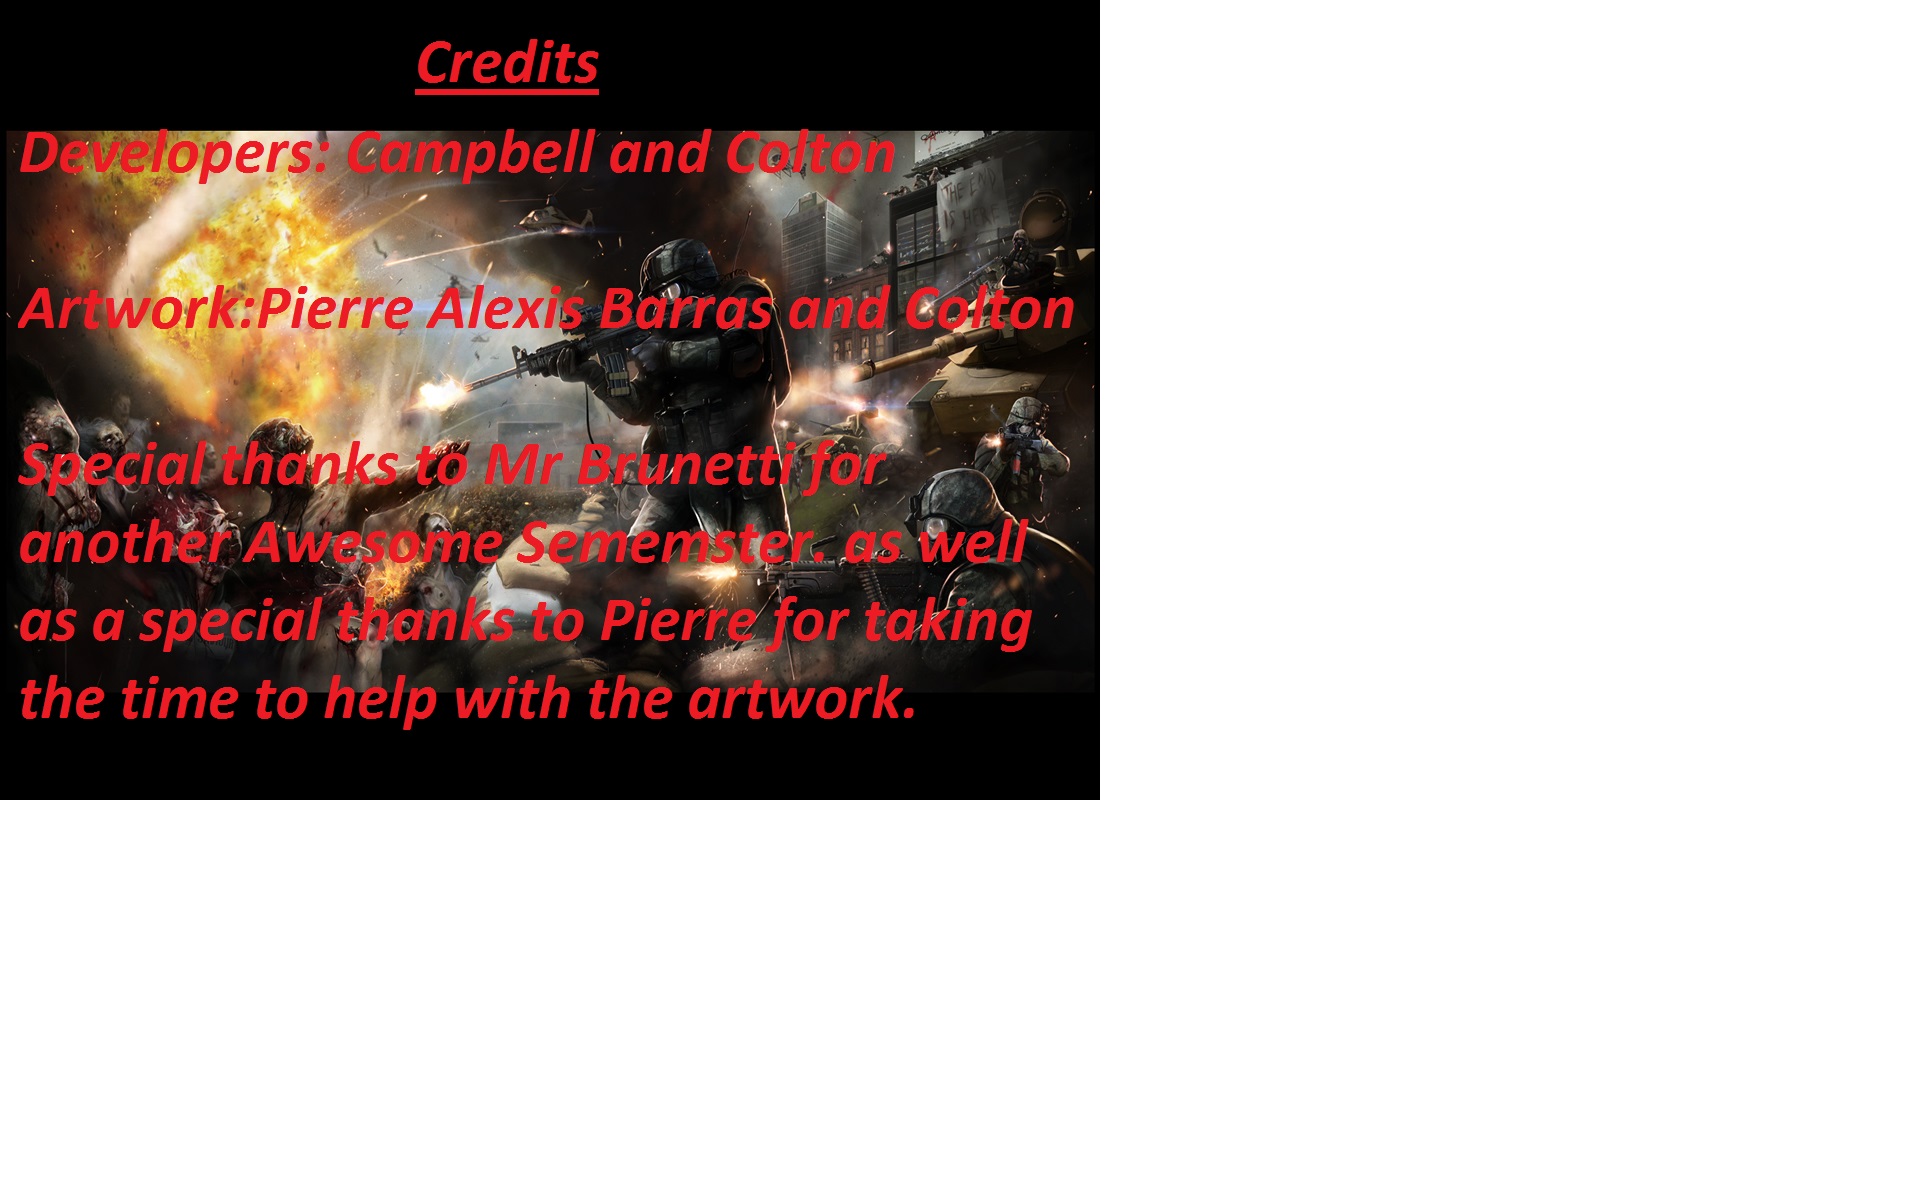 Credits
Developers: Campbell and Colton
THE END
IS HERE
Artwork:Pierre Alexis Barras and Colton
Special thanks to Mr Brunetti for
another Awesome Sememster. as well
as a special thanks to Pierre for taking
the time to help with the artwork.